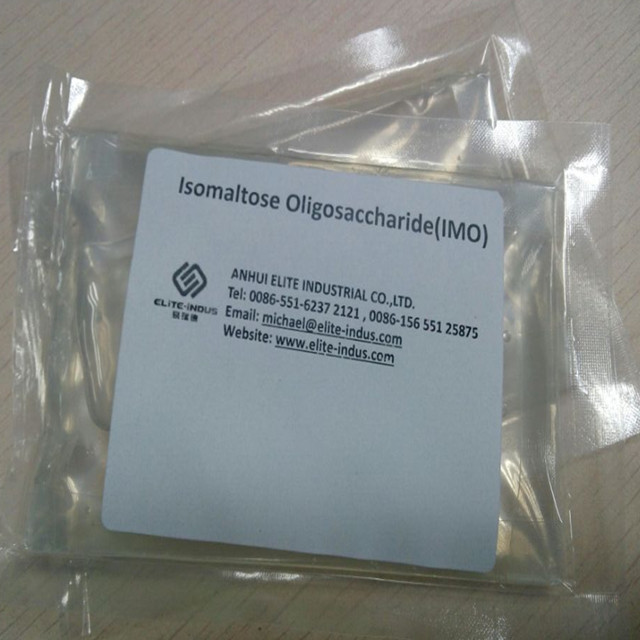 Isomaltose Oligosaccharide(IMO)
ELITE-INDUS
ANHUI ELITE INDUSTRIAL CO.,LTD.
Tel: 0086-551-6237 2121 , 0086-156 551 25875
Email: michael@elite-indus.com
Website: www.elite-indus.com